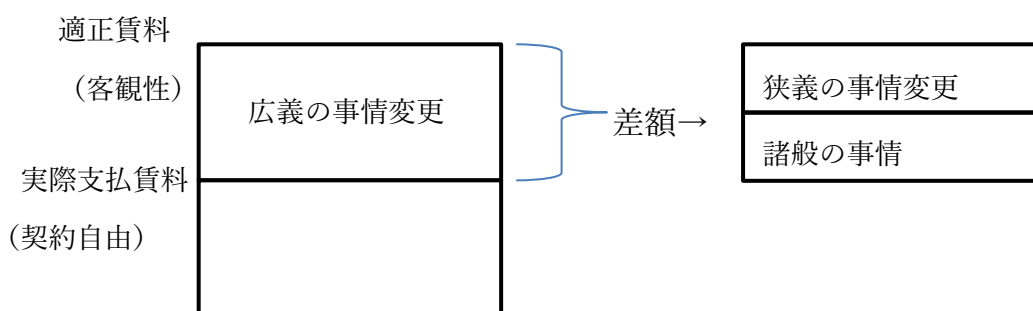 適正賃料
（客観性）
広義の事情変更
実際支払賃料
（契約自由）
差額→
狭義の事情変更
諸般の事情